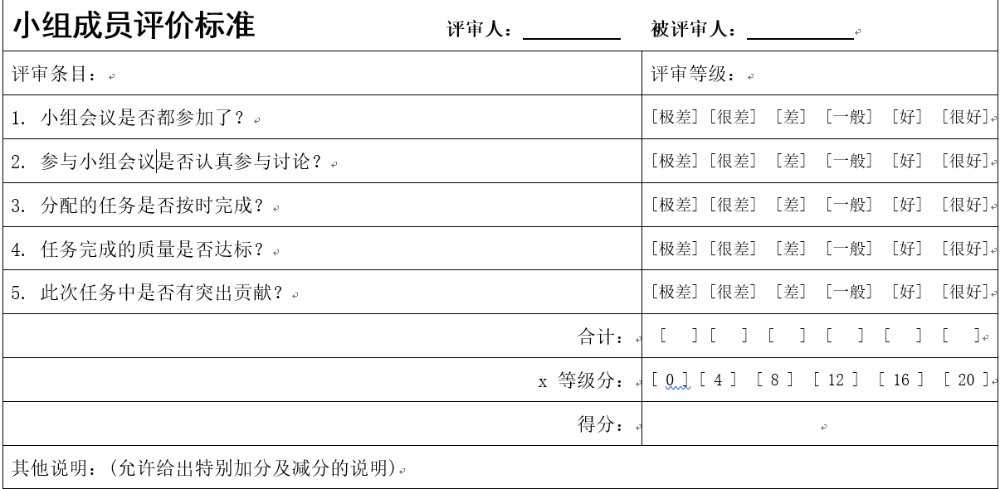 小组成员评价标准 评审人：__________ 被评审人：___________
评审条目： 评审等级：
1. 小组会议是否都参加了？ [极差] [很差] [差] [一般] [好] [很好]
2. 参与小组会议是否认真参与讨论？ [极差] [很差] [差] [一般] [好] [很好]
3. 分配的任务是否按时完成？ [极差] [很差] [差] [一般] [好] [很好]
4. 任务完成的质量是否达标？ [极差] [很差] [差] [一般] [好] [很好]
5. 此次任务中是否有突出贡献？ [极差] [很差] [差] [一般] [好] [很好]
合计： [ ] [ ] [ ] [ ] [ ] [ ]
x 等级分： [ 0 ] [ 4 ] [ 8 ] [ 12 ] [ 16 ] [ 20 ]
得分：
其他说明：(允许给出特别加分及减分的说明)